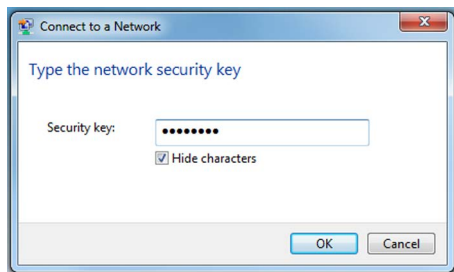 Connect to a Network
Type the network security key
Security key: ••••••••
Hide characters
OK Cancel